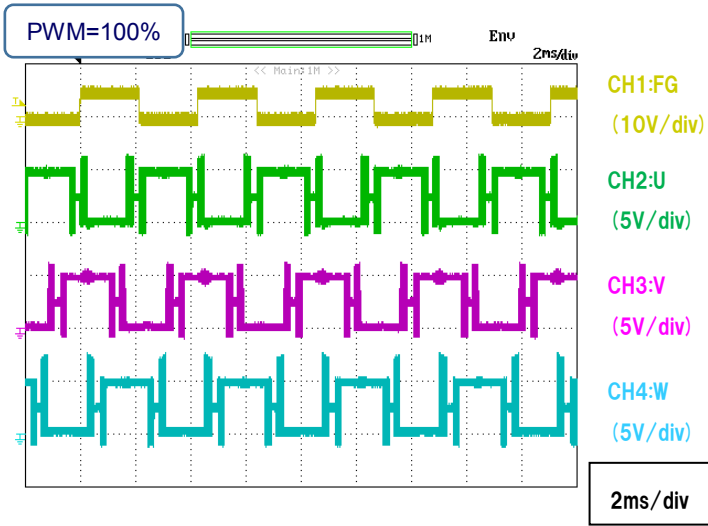 PWM=100%
1M
Env
2ms/div
<< Main:1M >>
CH1:FG
(10V/div)
CH2:U
(5V/div)
CH3:V
(5V/div)
CH4:W
(5V/div)
2ms/div